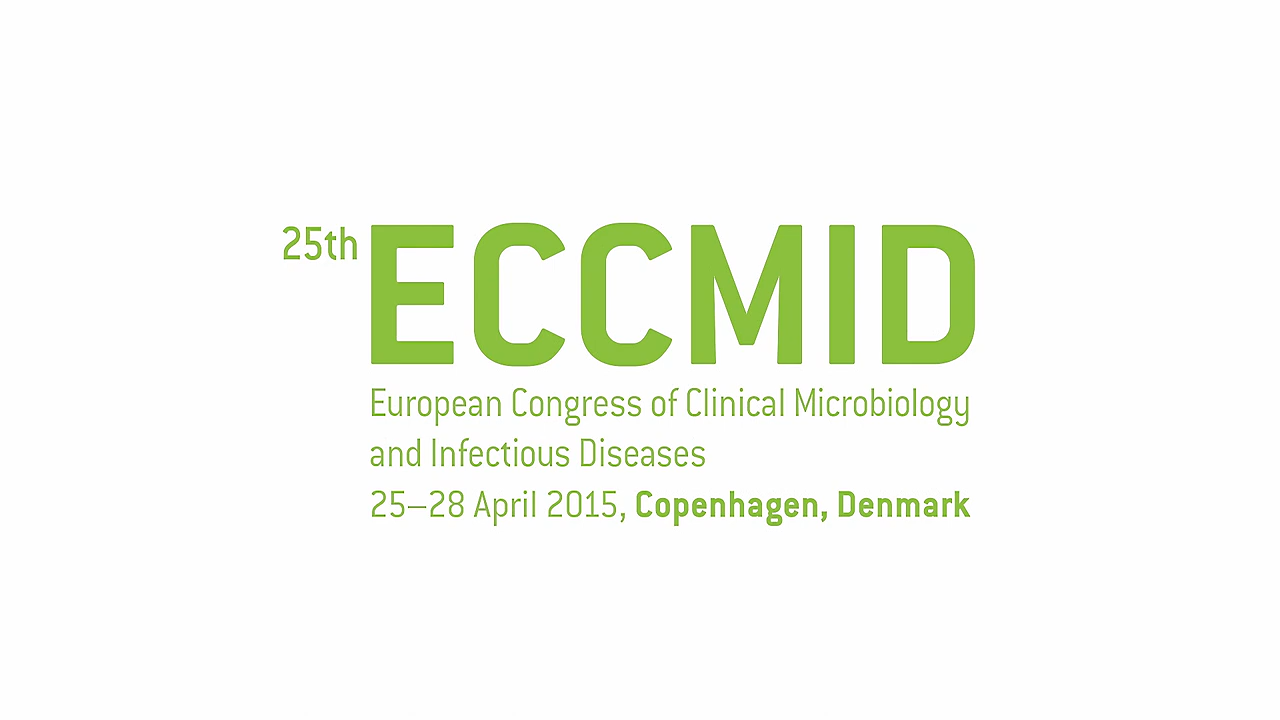 25th ECCMID
European Congress of Clinical Microbiology
and Infectious Diseases
25–28 April 2015, Copenhagen, Denmark